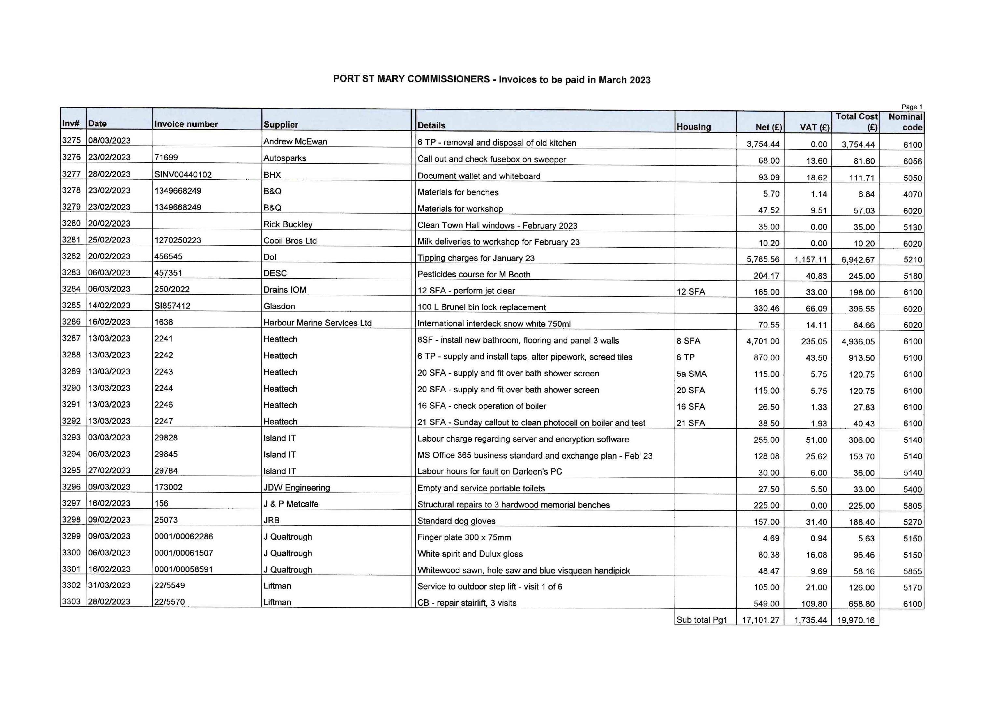 PORT ST MARY COMMISSIONERS - Invoices to be paid in March 2023
Page 1
Inv# Date Invoice number Supplier Details Housing Net (£) VAT (£) Total Cost (£) Nominal code
3275 08/03/2023 Andrew McEwan 6 TP - removal and disposal of old kitchen 3,754.44 0.00 3,754.44 6100
3276 23/02/2023 71699 Autosparks Call out and check fusebox on sweeper 68.00 13.60 81.60 6056
3277 28/02/2023 SINV00440102 BHX Document wallet and whiteboard 93.09 18.62 111.71 5050
3278 23/02/2023 1349668249 B&Q Materials for benches 5.70 1.14 6.84 4070
3279 23/02/2023 1349668249 B&Q Materials for workshop 47.52 9.51 57.03 6020
3280 20/02/2023 Rick Buckley Clean Town Hall windows - February 2023 35.00 0.00 35.00 5130
3281 25/02/2023 1270250223 Cooil Bros Ltd Milk deliveries to workshop for February 23 10.20 0.00 10.20 6020
3282 20/02/2023 456545 DoI Tipping charges for January 23 5,785.56 1,157.11 6,942.67 5210
3283 06/03/2023 457351 DESC Pesticides course for M Booth 204.17 40.83 245.00 5180
3284 06/03/2023 250/2022 Drains IOM 12 SFA - perform jet clear 12 SFA 165.00 33.00 198.00 6100
3285 14/02/2023 SI857412 Glasdon 100 L Brunel bin lock replacement 330.46 66.09 396.55 6020
3286 16/02/2023 1636 Harbour Marine Services Ltd International interdeck snow white 750ml 70.55 14.11 84.66 6020
3287 13/03/2023 2241 Heattech 8SF - install new bathroom, flooring and panel 3 walls 8 SFA 4,701.00 235.05 4,936.05 6100
3288 13/03/2023 2242 Heattech 6 TP - supply and install taps, alter pipework, screed tiles 6 TP 870.00 43.50 913.50 6100
3289 13/03/2023 2243 Heattech 20 SFA - supply and fit over bath shower screen 5a SMA 115.00 5.75 120.75 6100
3290 13/03/2023 2244 Heattech 20 SFA - supply and fit over bath shower screen 20 SFA 115.00 5.75 120.75 6100
3291 13/03/2023 2246 Heattech 16 SFA - check operation of boiler 16 SFA 26.50 1.33 27.83 6100
3292 13/03/2023 2247 Heattech 21 SFA - Sunday callout to clean photocell on boiler and test 21 SFA 38.50 1.93 40.43 6100
3293 03/03/2023 29828 Island IT Labour charge regarding server and encryption software 255.00 51.00 306.00 5140
3294 06/03/2023 29845 Island IT MS Office 365 business standard and exchange plan - Feb' 23 128.08 25.62 153.70 5140
3295 27/02/2023 29784 Island IT Labour hours for fault on Darleen's PC 30.00 6.00 36.00 5140
3296 09/03/2023 173002 JDW Engineering Empty and service portable toilets 27.50 5.50 33.00 5400
3297 16/02/2023 156 J & P Metcalfe Structural repairs to 3 hardwood memorial benches 225.00 0.00 225.00 5805
3298 09/02/2023 25073 JRB Standard dog gloves 157.00 31.40 188.40 5270
3299 09/03/2023 0001/00062286 J Qualtrough Finger plate 300 x 75mm 4.69 0.94 5.63 5150
3300 06/03/2023 0001/00061507 J Qualtrough White spirit and Dulux gloss 80.38 16.08 96.46 5150
3301 16/02/2023 0001/00058591 J Qualtrough Whitewood sawn, hole saw and blue visqueen handipick 48.47 9.69 58.16 5855
3302 31/03/2023 22/5549 Liftman Service to outdoor step lift - visit 1 of 6 105.00 21.00 126.00 5170
3303 28/02/2023 22/5570 Liftman CB - repair stairlift, 3 visits 549.00 109.80 658.80 6100
Sub total Pg1 17,101.27 1,735.44 19,970.16